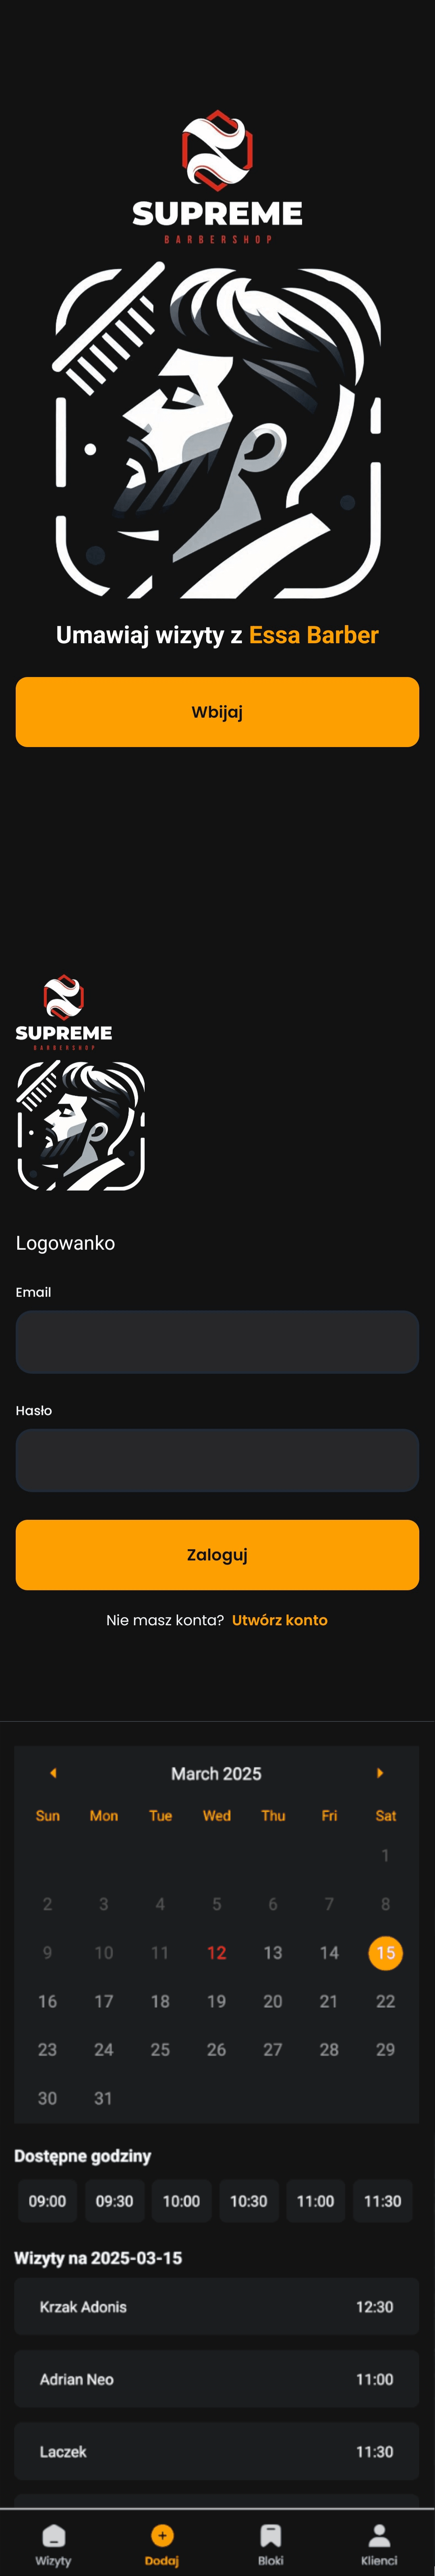 SUPREME
BARBERSHOP
Umawiaj wizyty z Essa Barber
Wbijaj
SUPREME
BARBERSHOP
Logowanko
Email
Hasło
Zaloguj
Nie masz konta? Utwórz konto
March 2025
Sun Mon Tue Wed Thu Fri Sat
1
2 3 4 5 6 7 8
9 10 11 12 13 14 15
16 17 18 19 20 21 22
23 24 25 26 27 28 29
30 31
Dostępne godziny
09:00 09:30 10:00 10:30 11:00 11:30
Wizyty na 2025-03-15
Krzak Adonis 12:30
Adrian Neo 11:00
Laczek 11:30
Wizyty Dodaj Bloki Klienci